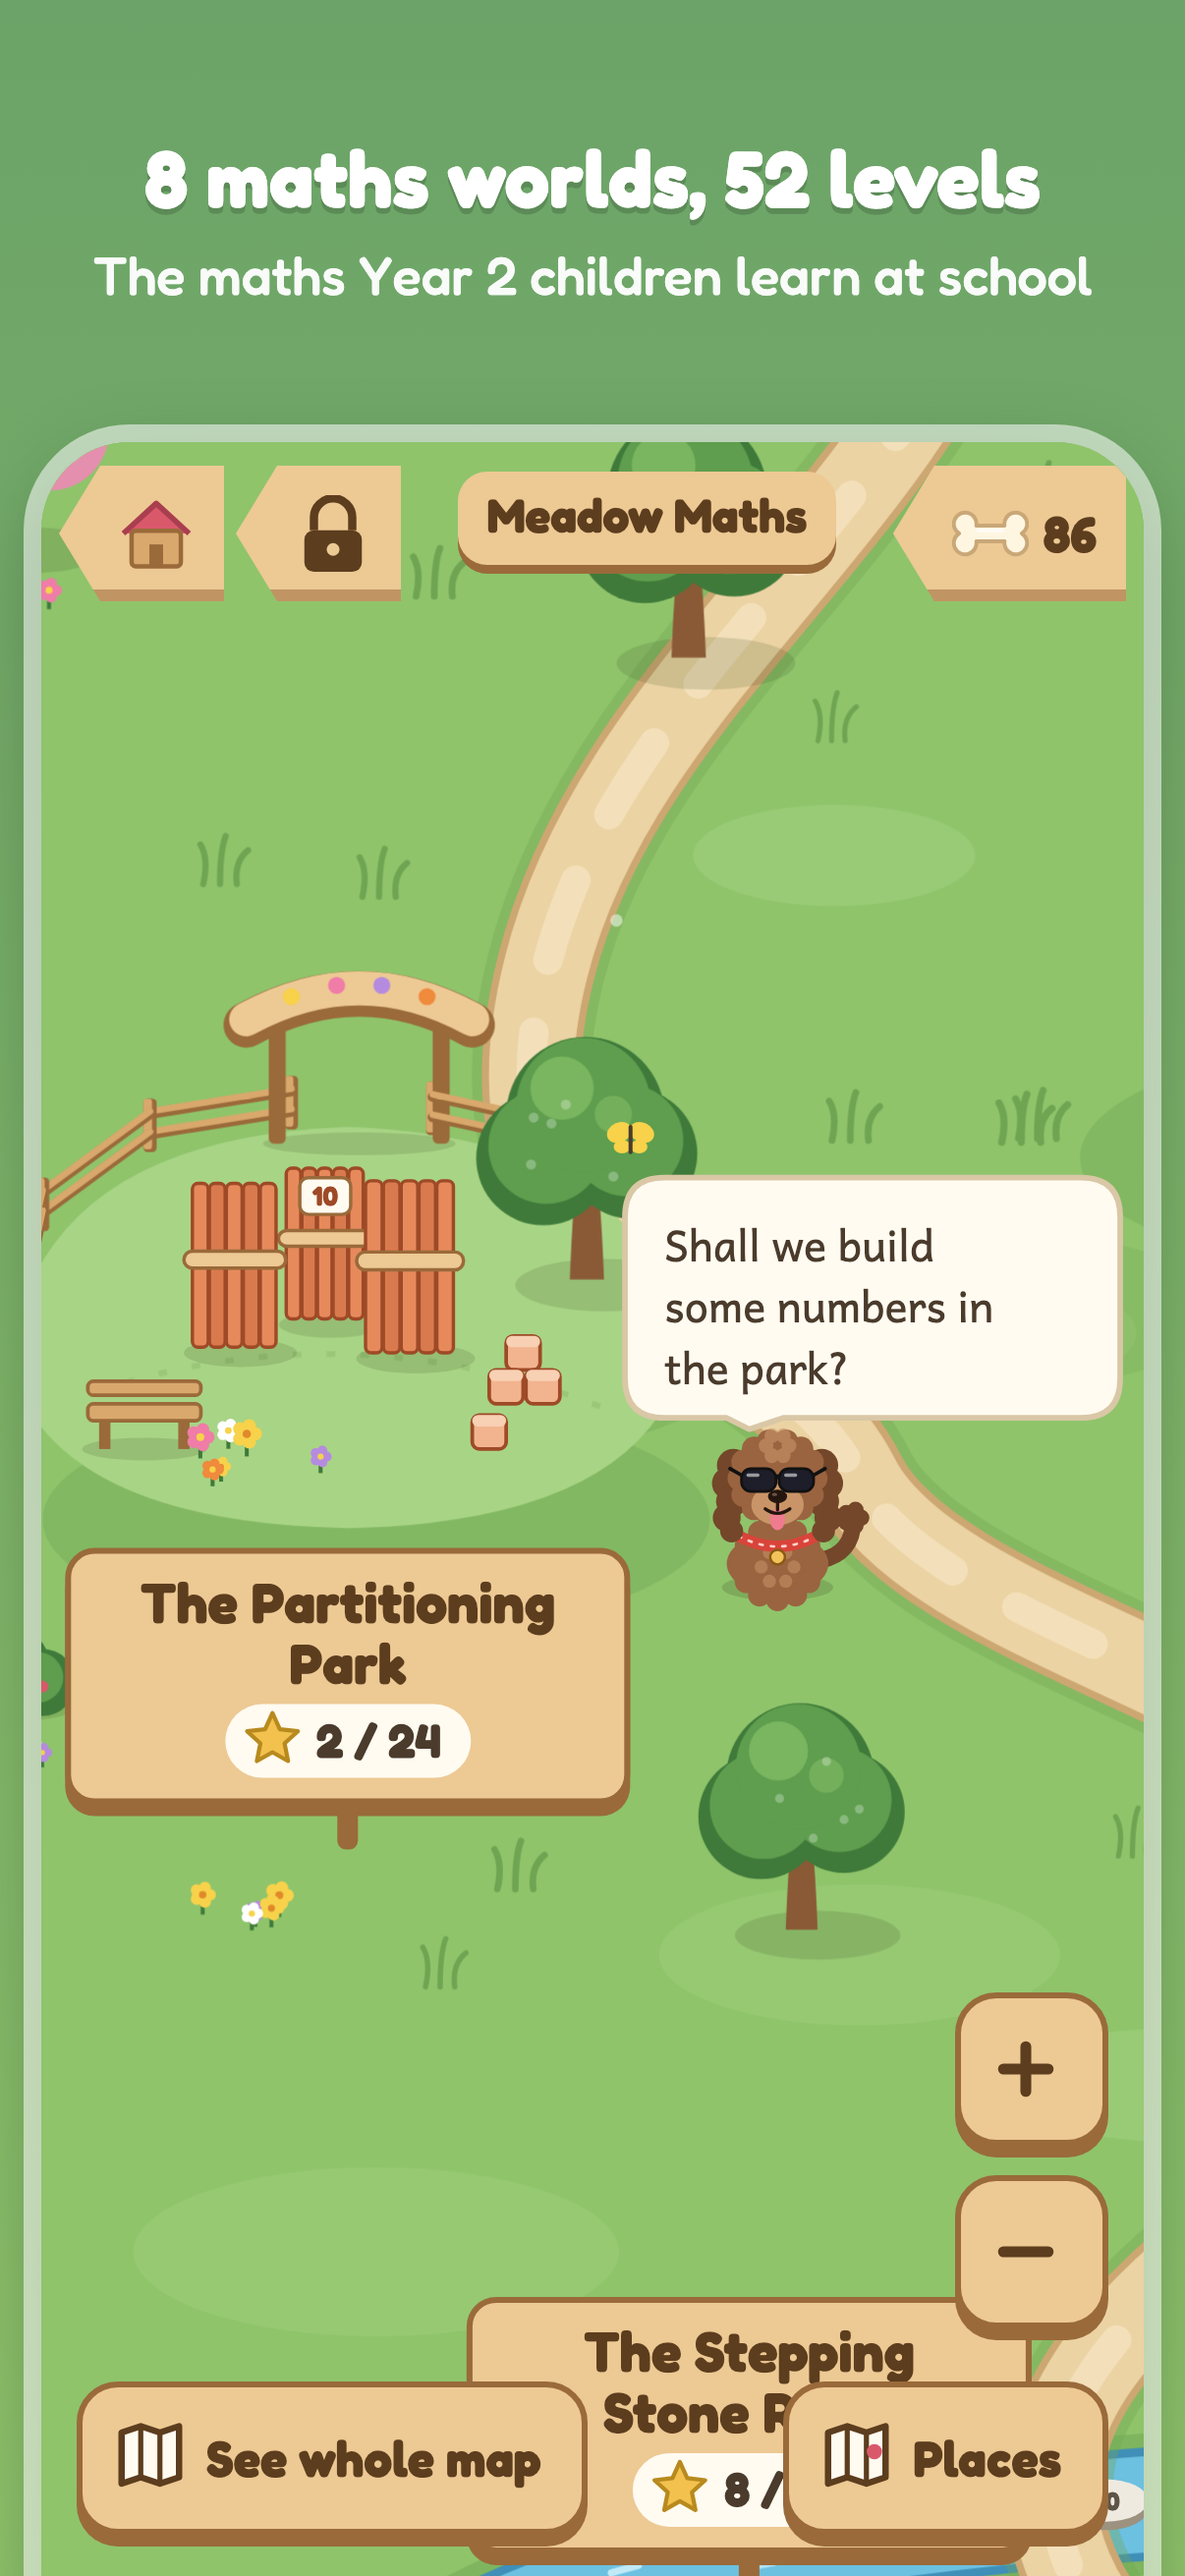 8 maths worlds, 52 levels
The maths Year 2 children learn at school
Meadow Maths
86
10
Shall we build
some numbers in
the park?
The Partitioning
Park
2 / 24
+
−
The Stepping
Stone
8 /
See whole map
Places